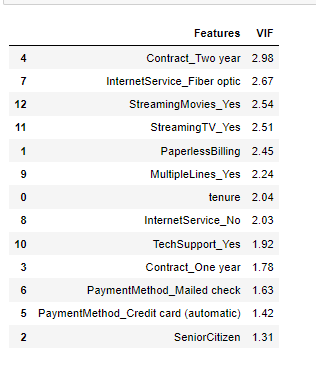 Features VIF
4 Contract_Two year 2.98
7 InternetService_Fiber optic 2.67
12 StreamingMovies_Yes 2.54
11 StreamingTV_Yes 2.51
1 PaperlessBilling 2.45
9 MultipleLines_Yes 2.24
0 tenure 2.04
8 InternetService_No 2.03
10 TechSupport_Yes 1.92
3 Contract_One year 1.78
6 PaymentMethod_Mailed check 1.63
5 PaymentMethod_Credit card (automatic) 1.42
2 SeniorCitizen 1.31